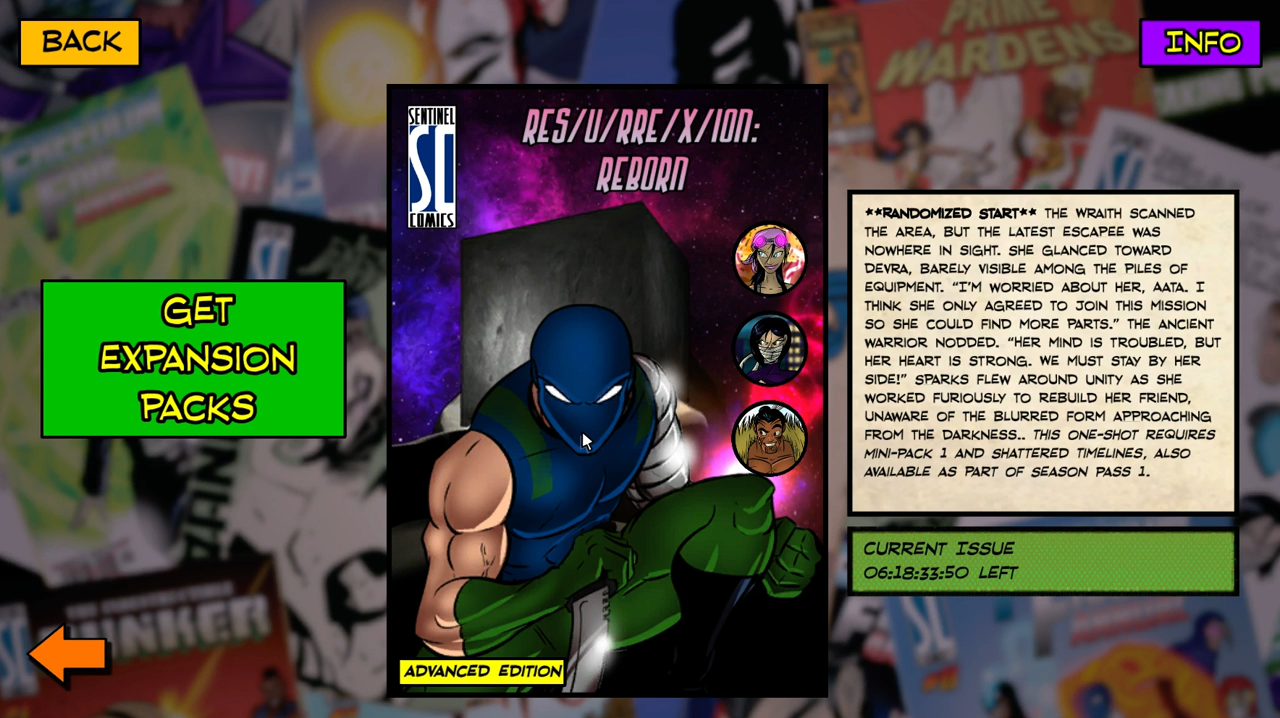 BACK
INFO
PRIME
WARDENS
SENTINEL
SC
COMICS
RES/U/RRE/X/ION:
REBORN
GET
EXPANSION
PACKS
**RANDOMIZED START** THE WRAITH SCANNED
THE AREA, BUT THE LATEST ESCAPEE WAS
NOWHERE IN SIGHT. SHE GLANCED TOWARD
DEVRA, BARELY VISIBLE AMONG THE PILES OF
EQUIPMENT. "I'M WORRIED ABOUT HER, AATA. I
THINK SHE ONLY AGREED TO JOIN THIS MISSION
SO SHE COULD FIND MORE PARTS." THE ANCIENT
WARRIOR NODDED. "HER MIND IS TROUBLED, BUT
HER HEART IS STRONG. WE MUST STAY BY HER
SIDE!" SPARKS FLEW AROUND UNITY AS SHE
WORKED FURIOUSLY TO REBUILD HER FRIEND,
UNAWARE OF THE BLURRED FORM APPROACHING
FROM THE DARKNESS.. THIS ONE-SHOT REQUIRES
MINI-PACK 1 AND SHATTERED TIMELINES, ALSO
AVAILABLE AS PART OF SEASON PASS 1.
CURRENT ISSUE
06:18:33:50 LEFT
ADVANCED EDITION